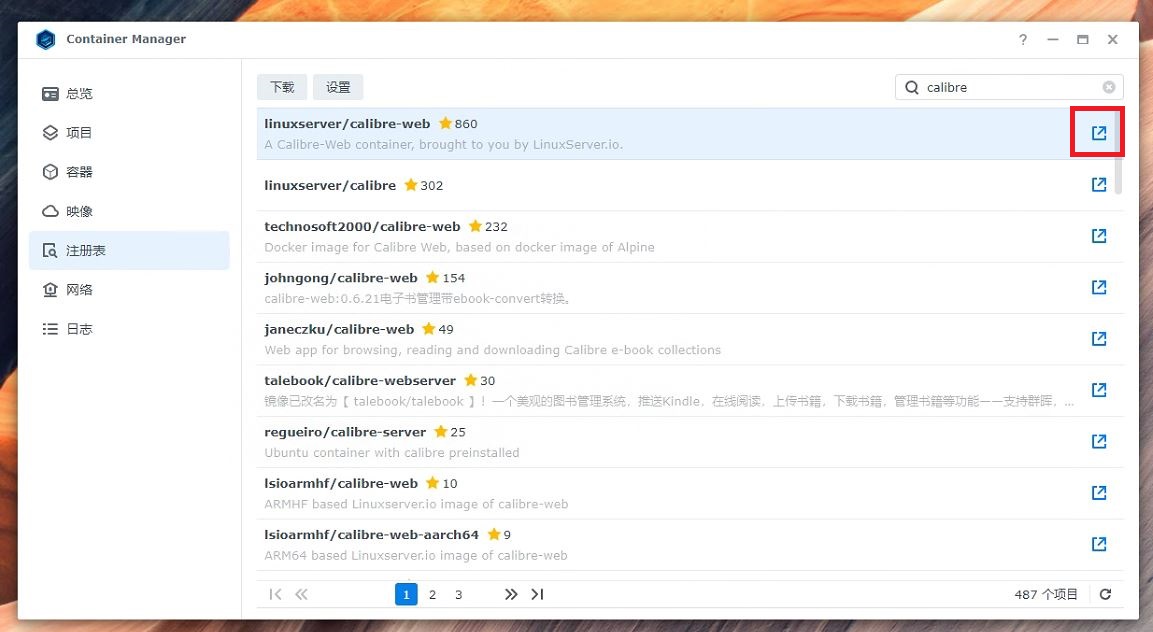 Container Manager
?
总览
项目
容器
映像
注册表
网络
日志
下载 设置 calibre
linuxserver/calibre-web 860
A Calibre-Web container, brought to you by LinuxServer.io.
linuxserver/calibre 302
technosoft2000/calibre-web 232
Docker image for Calibre Web, based on docker image of Alpine
johngong/calibre-web 154
calibre-web:0.6.21电子书管理带ebook-convert转换。
janeczku/calibre-web 49
Web app for browsing, reading and downloading Calibre e-book collections
talebook/calibre-webserver 30
镜像已改名为【 talebook/talebook 】！一个美观的图书管理系统，推送Kindle，在线阅读，上传书籍，下载书籍，管理书籍等功能——支持群晖，...
regueiro/calibre-server 25
Ubuntu container with calibre preinstalled
lsioarmhf/calibre-web 10
ARMHF based Linuxserver.io image of calibre-web
lsioarmhf/calibre-web-aarch64 9
ARM64 based Linuxserver.io image of calibre-web
1 2 3 487 个项目